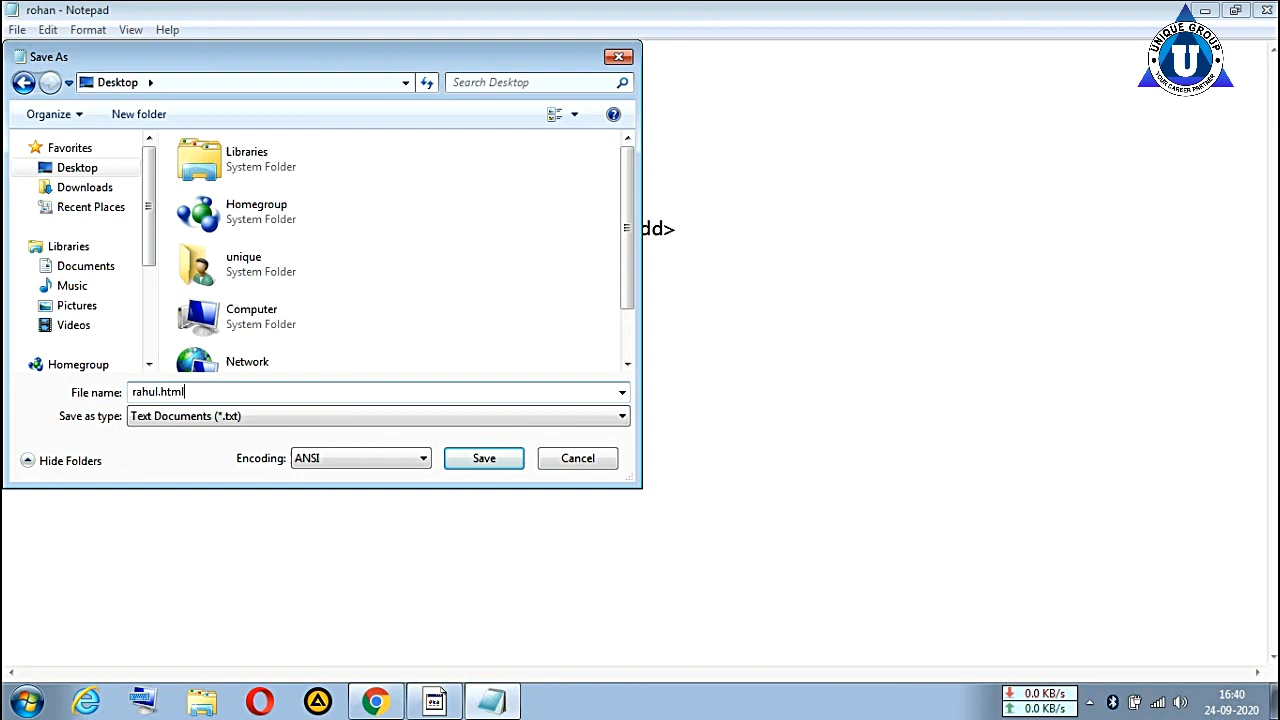 rohan - Notepad
File Edit Format View Help
UNIQUE GROUP
U
YOUR CAREER PARTNER
Save As
Desktop
Search Desktop
Organize
New folder
Favorites
Desktop
Downloads
Recent Places
Libraries
Documents
Music
Pictures
Videos
Homegroup
Libraries
System Folder
Homegroup
System Folder
unique
System Folder
Computer
System Folder
Network
dd>
File name: rahul.html
Save as type: Text Documents (*.txt)
Hide Folders
Encoding: ANSI
Save
Cancel
0.0 KB/s
0.0 KB/s
16:40
24-09-2020